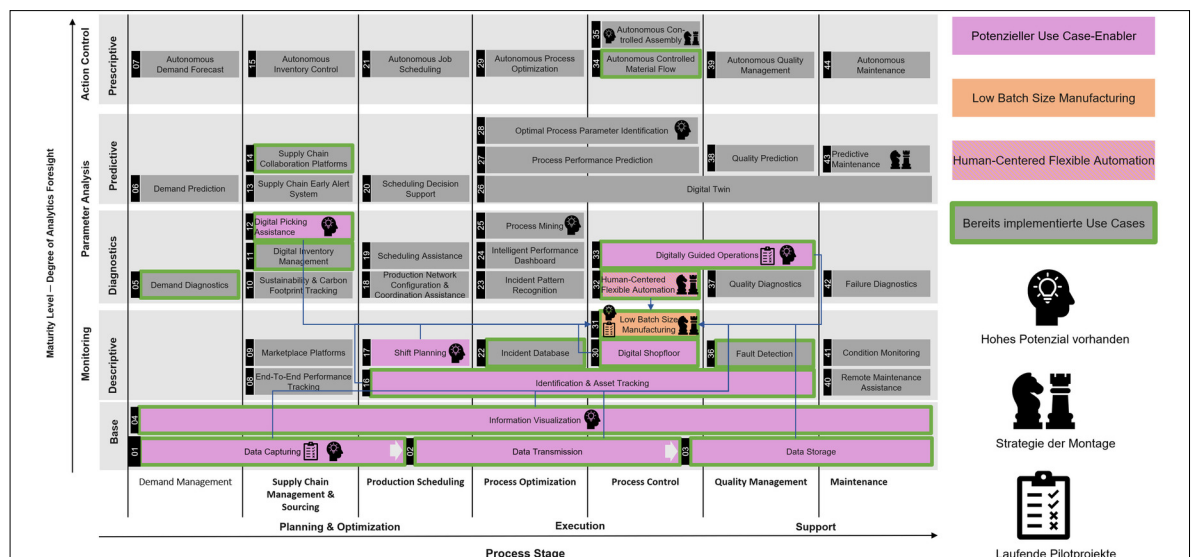 Maturity Level – Degree of Analytics Foresight
Action Control
Prescriptive
07
Autonomous
Demand Forecast
15
Autonomous
Inventory Control
21
Autonomous Job
Scheduling
29
Autonomous Process
Optimization
35
Autonomous Con-
trolled Assembly
34
Autonomous Controlled
Material Flow
39
Autonomous Quality
Management
44
Autonomous
Maintenance
Parameter Analysis
Predictive
28
Optimal Process Parameter Identification
14
Supply Chain
Collaboration Platforms
27
Process Performance Prediction
38
Quality Prediction
43
Predictive
Maintenance
06
Demand Prediction
13
Supply Chain Early Alert
System
20
Scheduling Decision
Support
26
Digital Twin
Diagnostics
12
Digital Picking
Assistance
25
Process Mining
11
Digital Inventory
Management
19
Scheduling Assistance
24
Intelligent Performance
Dashboard
33
Digitally Guided Operations
05
Demand Diagnostics
10
Sustainability & Carbon
Footprint Tracking
18
Production Network
Configuration &
Coordination Assistance
23
Incident Pattern
Recognition
32
Human-Centered
Flexible Automation
37
Quality Diagnostics
42
Failure Diagnostics
Monitoring
Descriptive
31
Low Batch Size
Manufacturing
09
Marketplace Platforms
17
Shift Planning
22
Incident Database
30
Digital Shopfloor
36
Fault Detection
41
Condition Monitoring
08
End-To-End Performance
Tracking
16
Identification & Asset Tracking
40
Remote Maintenance
Assistance
Base
04
Information Visualization
01
Data Capturing
02
Data Transmission
03
Data Storage
Demand Management
Supply Chain
Management &
Sourcing
Production Scheduling
Process Optimization
Process Control
Quality Management
Maintenance
Planning & Optimization
Execution
Support
Process Stage
Potenzieller Use Case-Enabler
Low Batch Size Manufacturing
Human-Centered Flexible Automation
Bereits implementierte Use Cases
Hohes Potenzial vorhanden
Strategie der Montage
Laufende Pilotprojekte